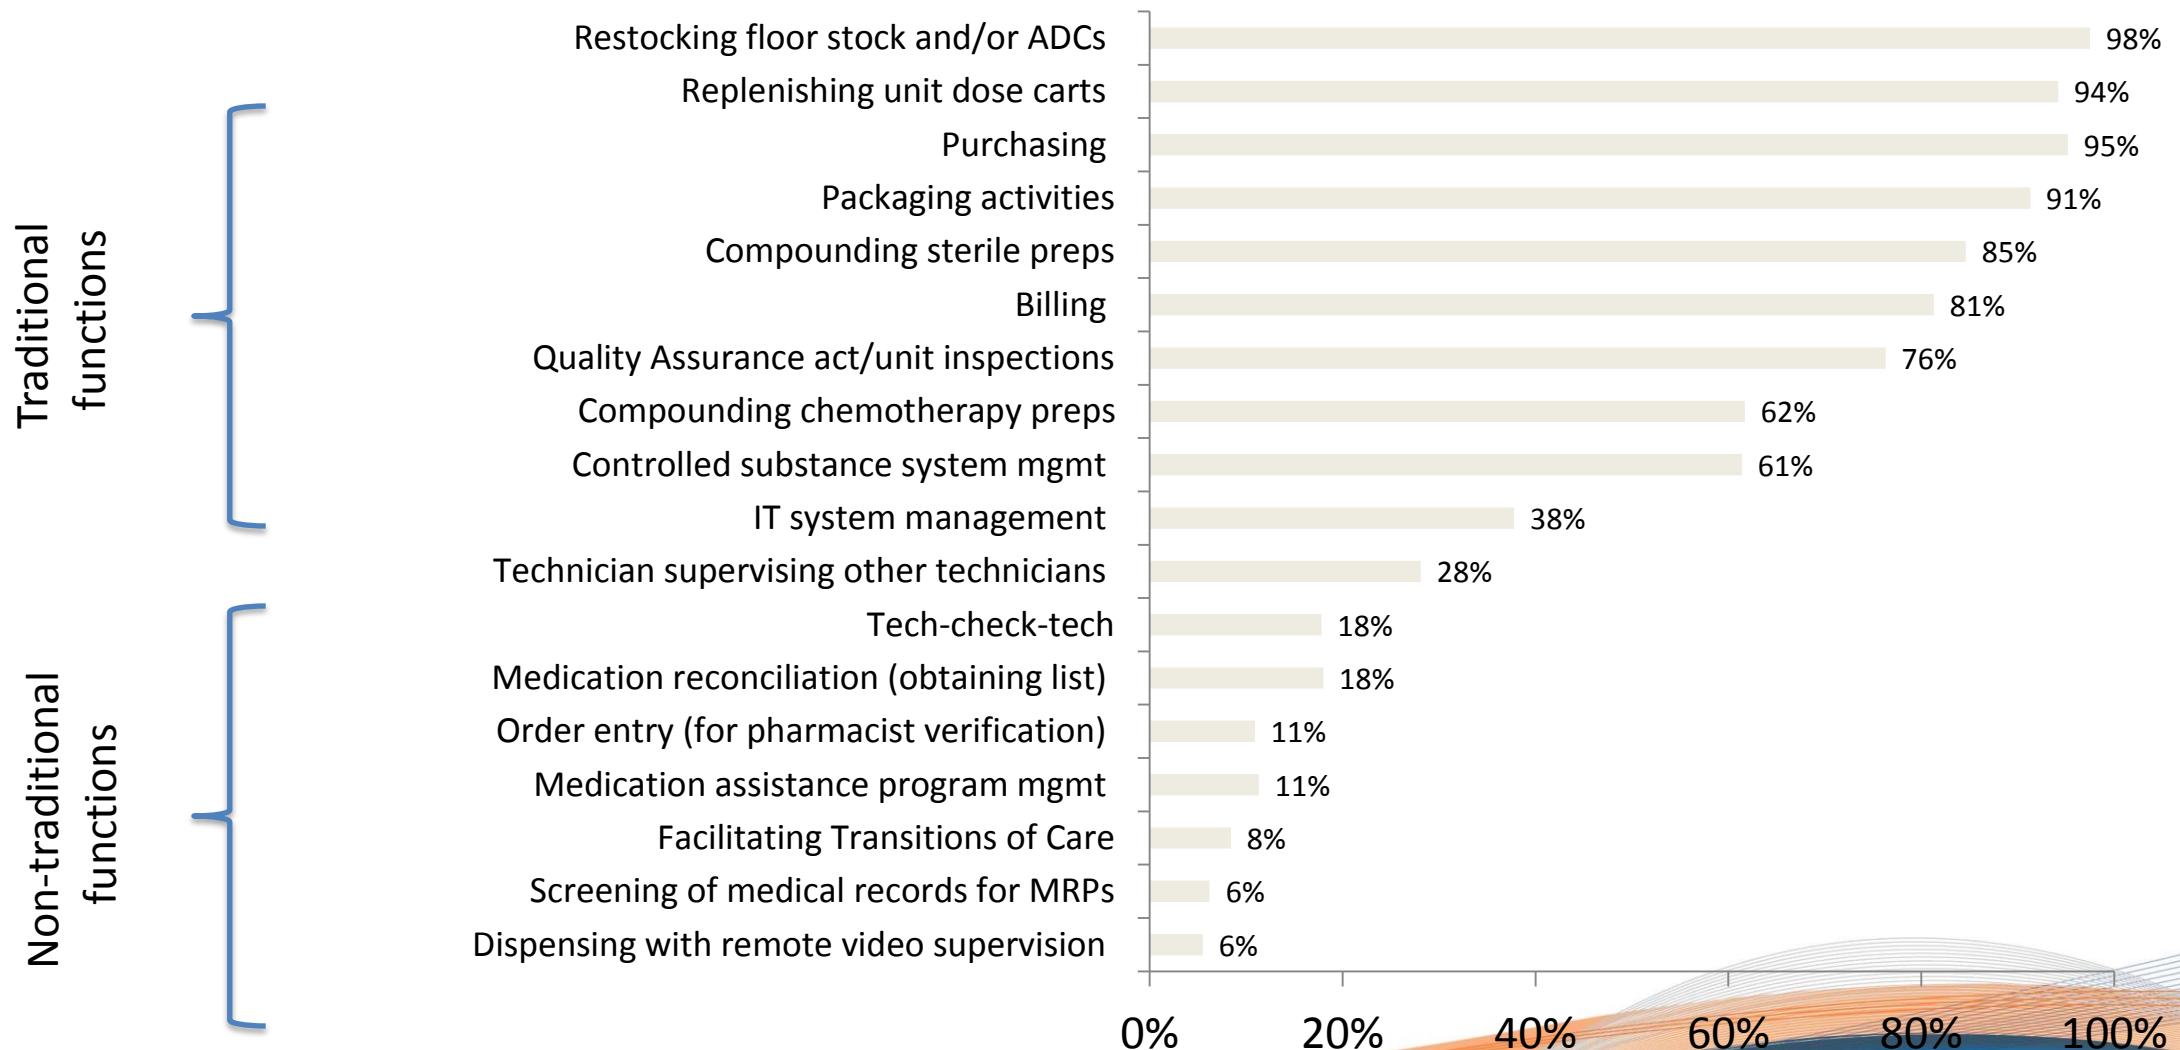 Traditional
functions
Non-traditional
functions
Restocking floor stock and/or ADCs 98%
Replenishing unit dose carts 94%
Purchasing 95%
Packaging activities 91%
Compounding sterile preps 85%
Billing 81%
Quality Assurance act/unit inspections 76%
Compounding chemotherapy preps 62%
Controlled substance system mgmt 61%
IT system management 38%
Technician supervising other technicians 28%
Tech-check-tech 18%
Medication reconciliation (obtaining list) 18%
Order entry (for pharmacist verification) 11%
Medication assistance program mgmt 11%
Facilitating Transitions of Care 8%
Screening of medical records for MRPs 6%
Dispensing with remote video supervision 6%
0% 20% 40% 60% 80% 100%